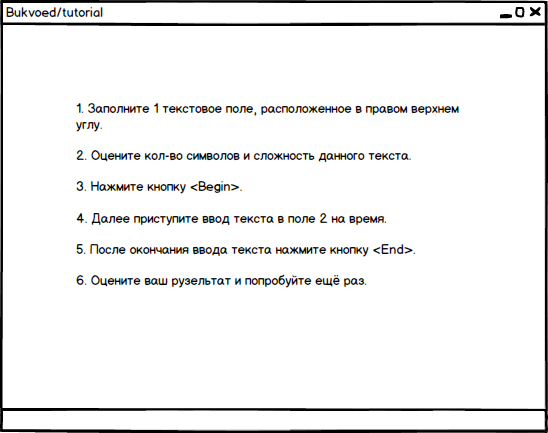 Bukvoed/tutorial
1. Заполните 1 текстовое поле, расположенное в правом верхнем
углу.
2. Оцените кол-во символов и сложность данного текста.
3. Нажмите кнопку <Begin>.
4. Далее приступите ввод текста в поле 2 на время.
5. После окончания ввода текста нажмите кнопку <End>.
6. Оцените ваш рузельтат и попробуйте ещё раз.